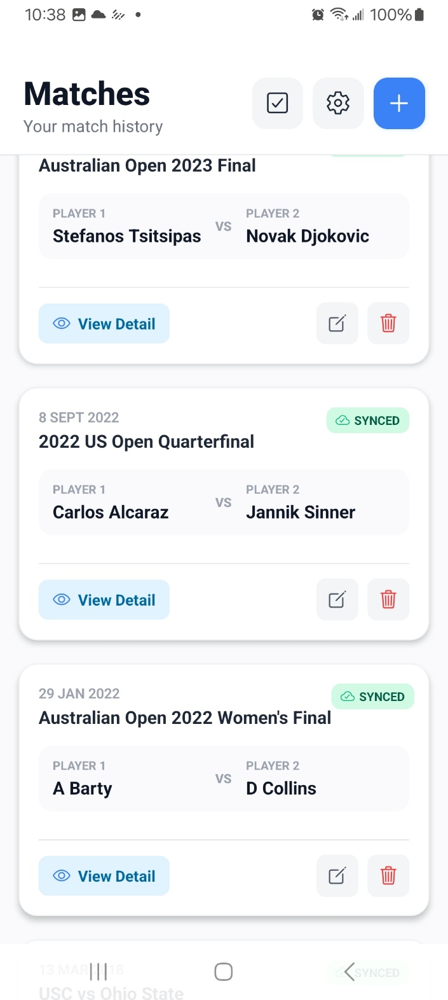 10:38
100%
Matches
Your match history
Australian Open 2023 Final
PLAYER 1
Stefanos Tsitsipas
VS
PLAYER 2
Novak Djokovic
View Detail
8 SEPT 2022
SYNCED
2022 US Open Quarterfinal
PLAYER 1
Carlos Alcaraz
VS
PLAYER 2
Jannik Sinner
View Detail
29 JAN 2022
SYNCED
Australian Open 2022 Women's Final
PLAYER 1
A Barty
VS
PLAYER 2
D Collins
View Detail
13 MAR 2018
SYNCED
USC vs Ohio State